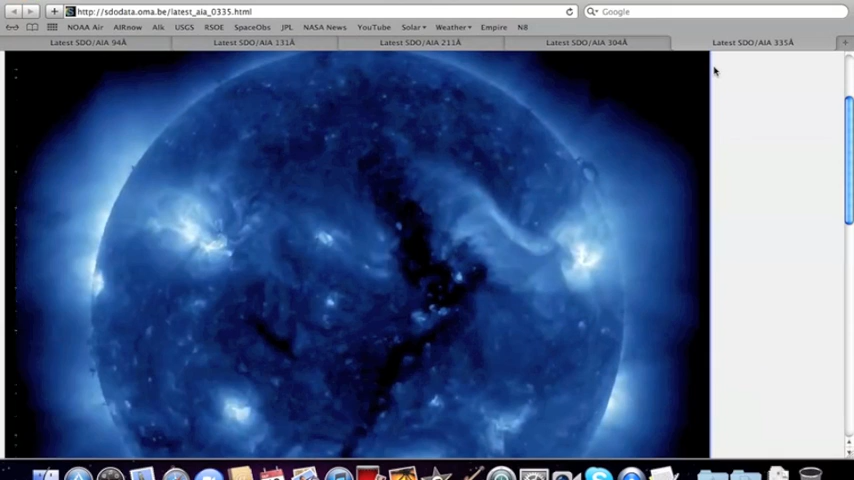 http://sdodata.oma.be/latest_aia_0335.html
Google
NOAA Air AIRnow Alk USGS RSOE SpaceObs JPL NASA News YouTube Solar Weather Empire N8
Latest SDO/AIA 94Å Latest SDO/AIA 131Å Latest SDO/AIA 211Å Latest SDO/AIA 304Å Latest SDO/AIA 335Å